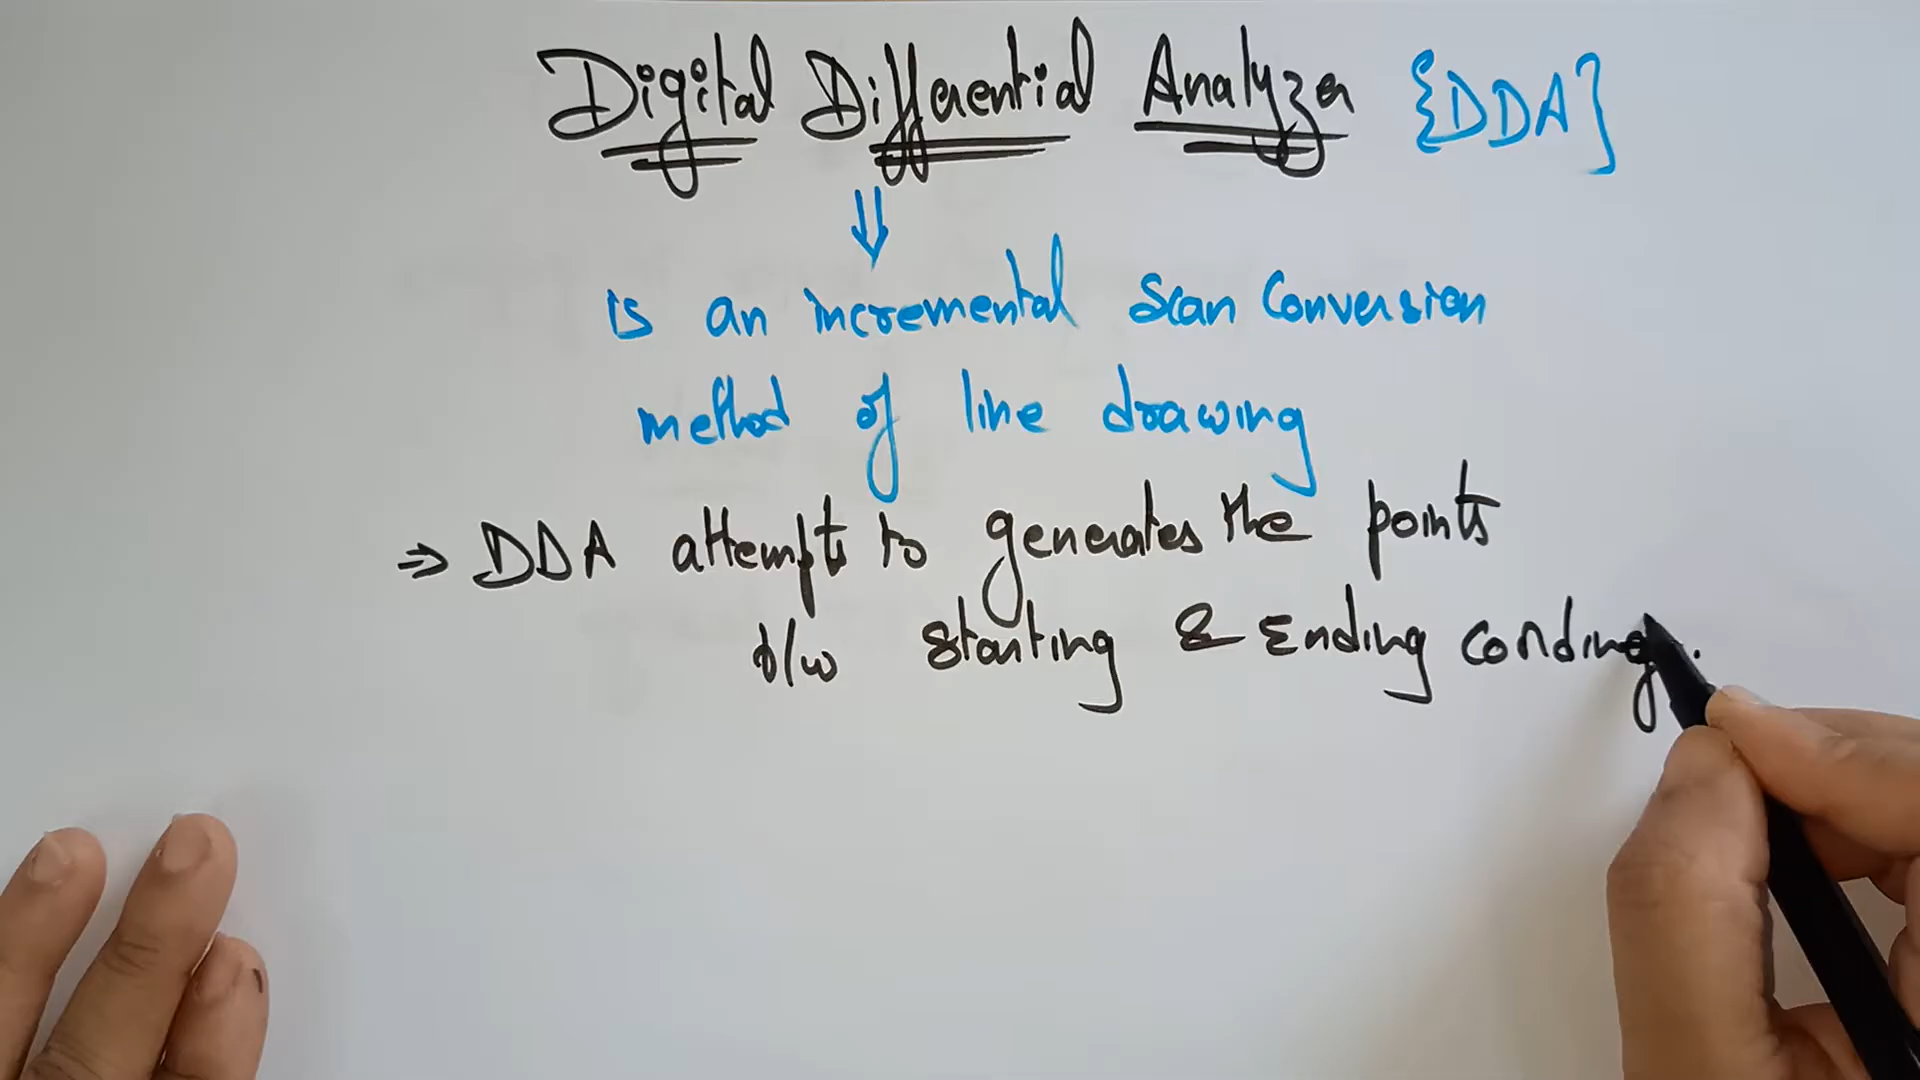 Digital Differential Analyzer {DDA}
⇓
is an incremental Scan Conversion
method of line drawing
⇒ DDA attempts to generates the points
b/w starting & Ending